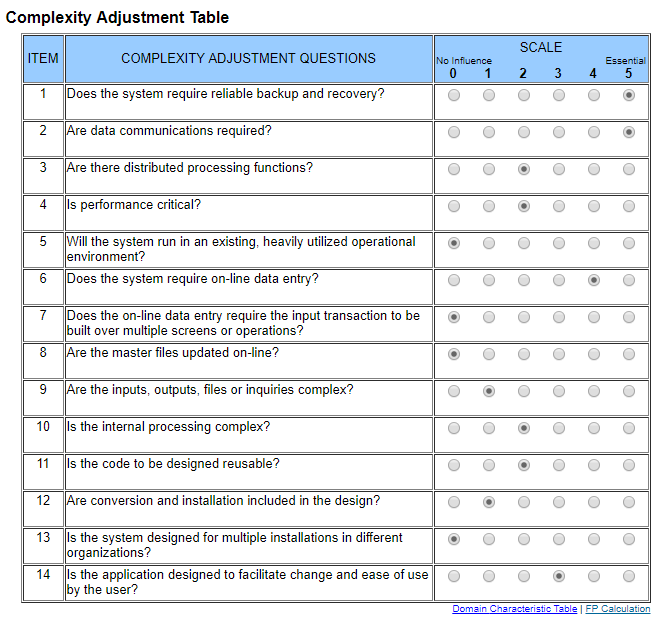 Complexity Adjustment Table
ITEM
COMPLEXITY ADJUSTMENT QUESTIONS
SCALE
No Influence Essential
0 1 2 3 4 5
1 Does the system require reliable backup and recovery?
2 Are data communications required?
3 Are there distributed processing functions?
4 Is performance critical?
5 Will the system run in an existing, heavily utilized operational
environment?
6 Does the system require on-line data entry?
7 Does the on-line data entry require the input transaction to be
built over multiple screens or operations?
8 Are the master files updated on-line?
9 Are the inputs, outputs, files or inquiries complex?
10 Is the internal processing complex?
11 Is the code to be designed reusable?
12 Are conversion and installation included in the design?
13 Is the system designed for multiple installations in different
organizations?
14 Is the application designed to facilitate change and ease of use
by the user?
Domain Characteristic Table | FP Calculation